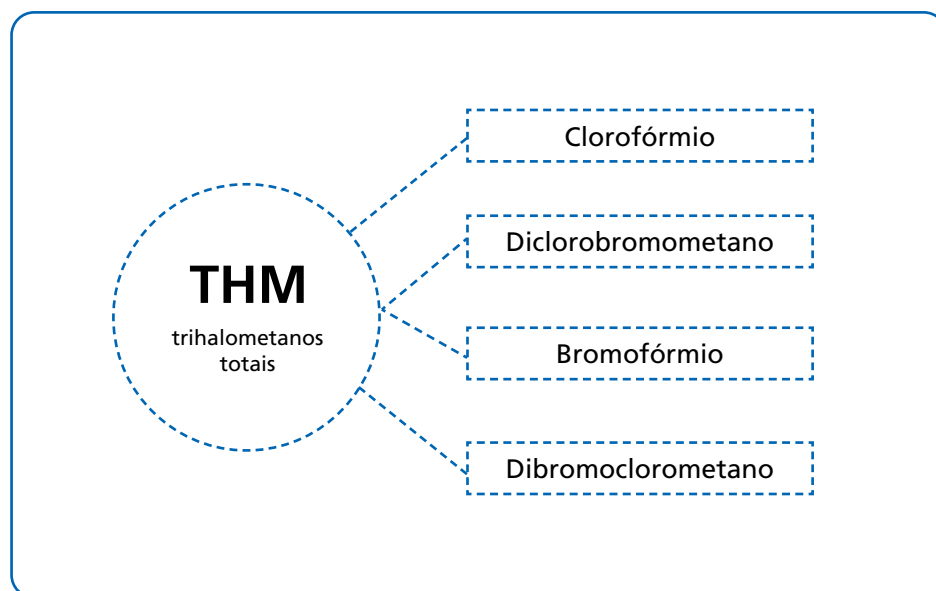 THM
trihalometanos
totais
Clorofórmio
Diclorobromometano
Bromofórmio
Dibromoclorometano